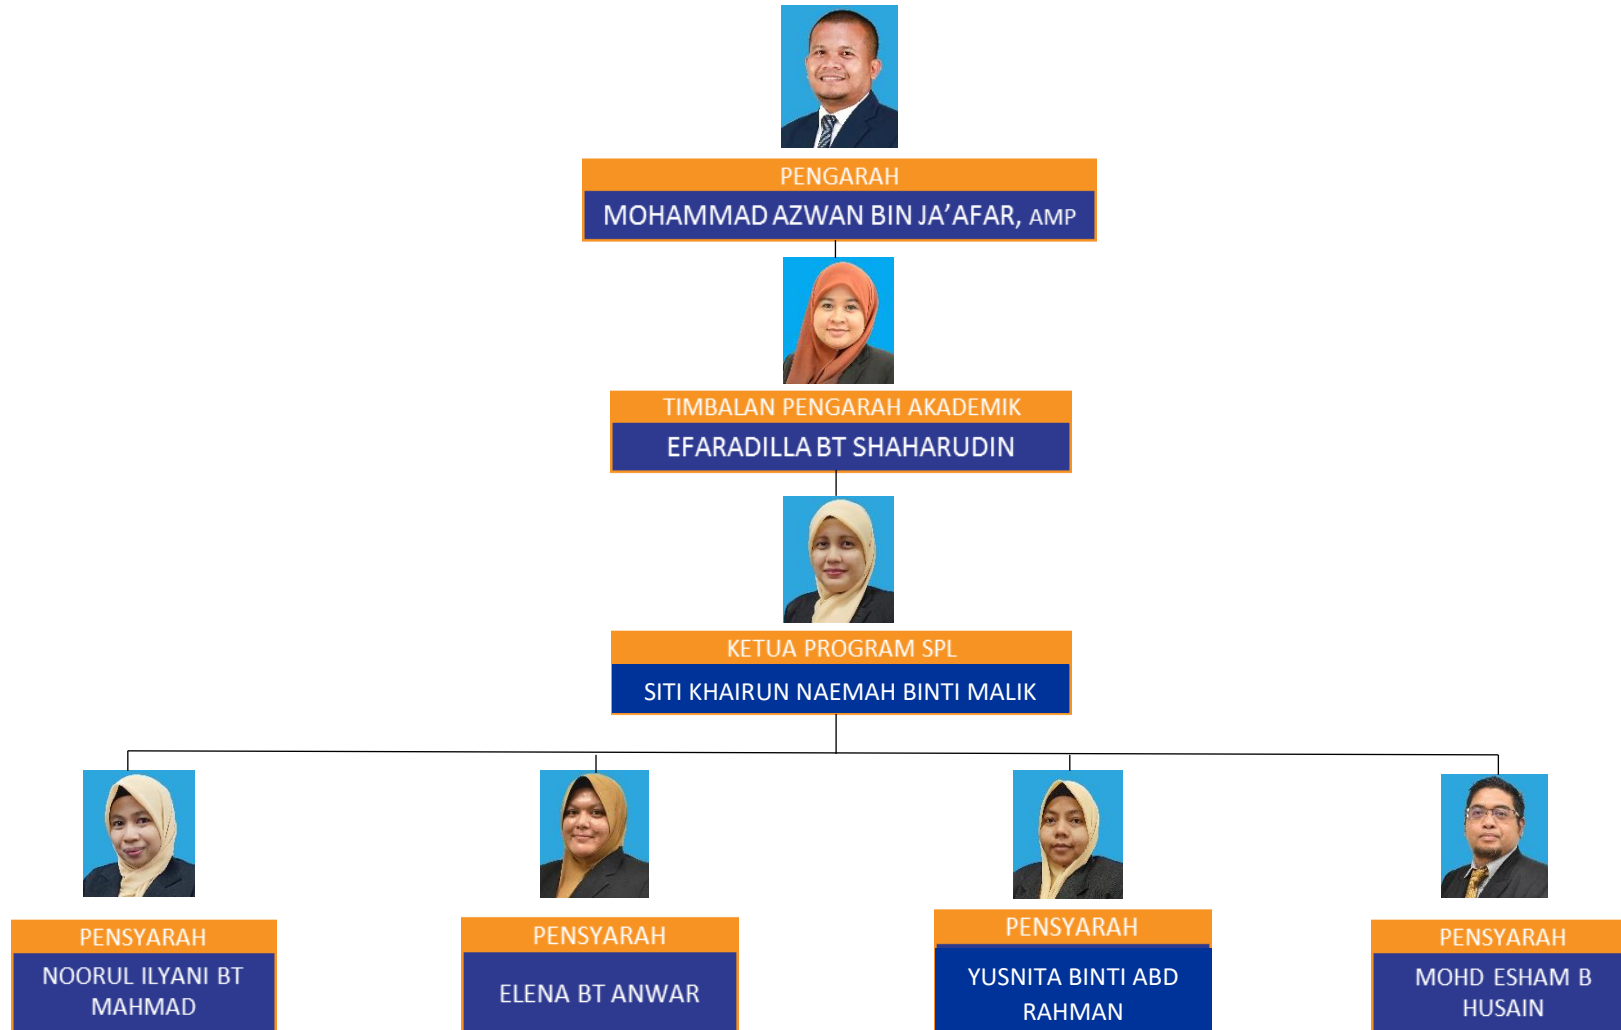 PENGARAH
MOHAMMAD AZWAN BIN JA’AFAR, AMP
TIMBALAN PENGARAH AKADEMIK
EFARADILLA BT SHAHARUDIN
KETUA PROGRAM SPL
SITI KHAIRUN NAEMAH BINTI MALIK
PENSYARAH
NOORUL ILYANI BT
MAHMAD
PENSYARAH
ELENA BT ANWAR
PENSYARAH
YUSNITA BINTI ABD
RAHMAN
PENSYARAH
MOHD ESHAM B
HUSAIN